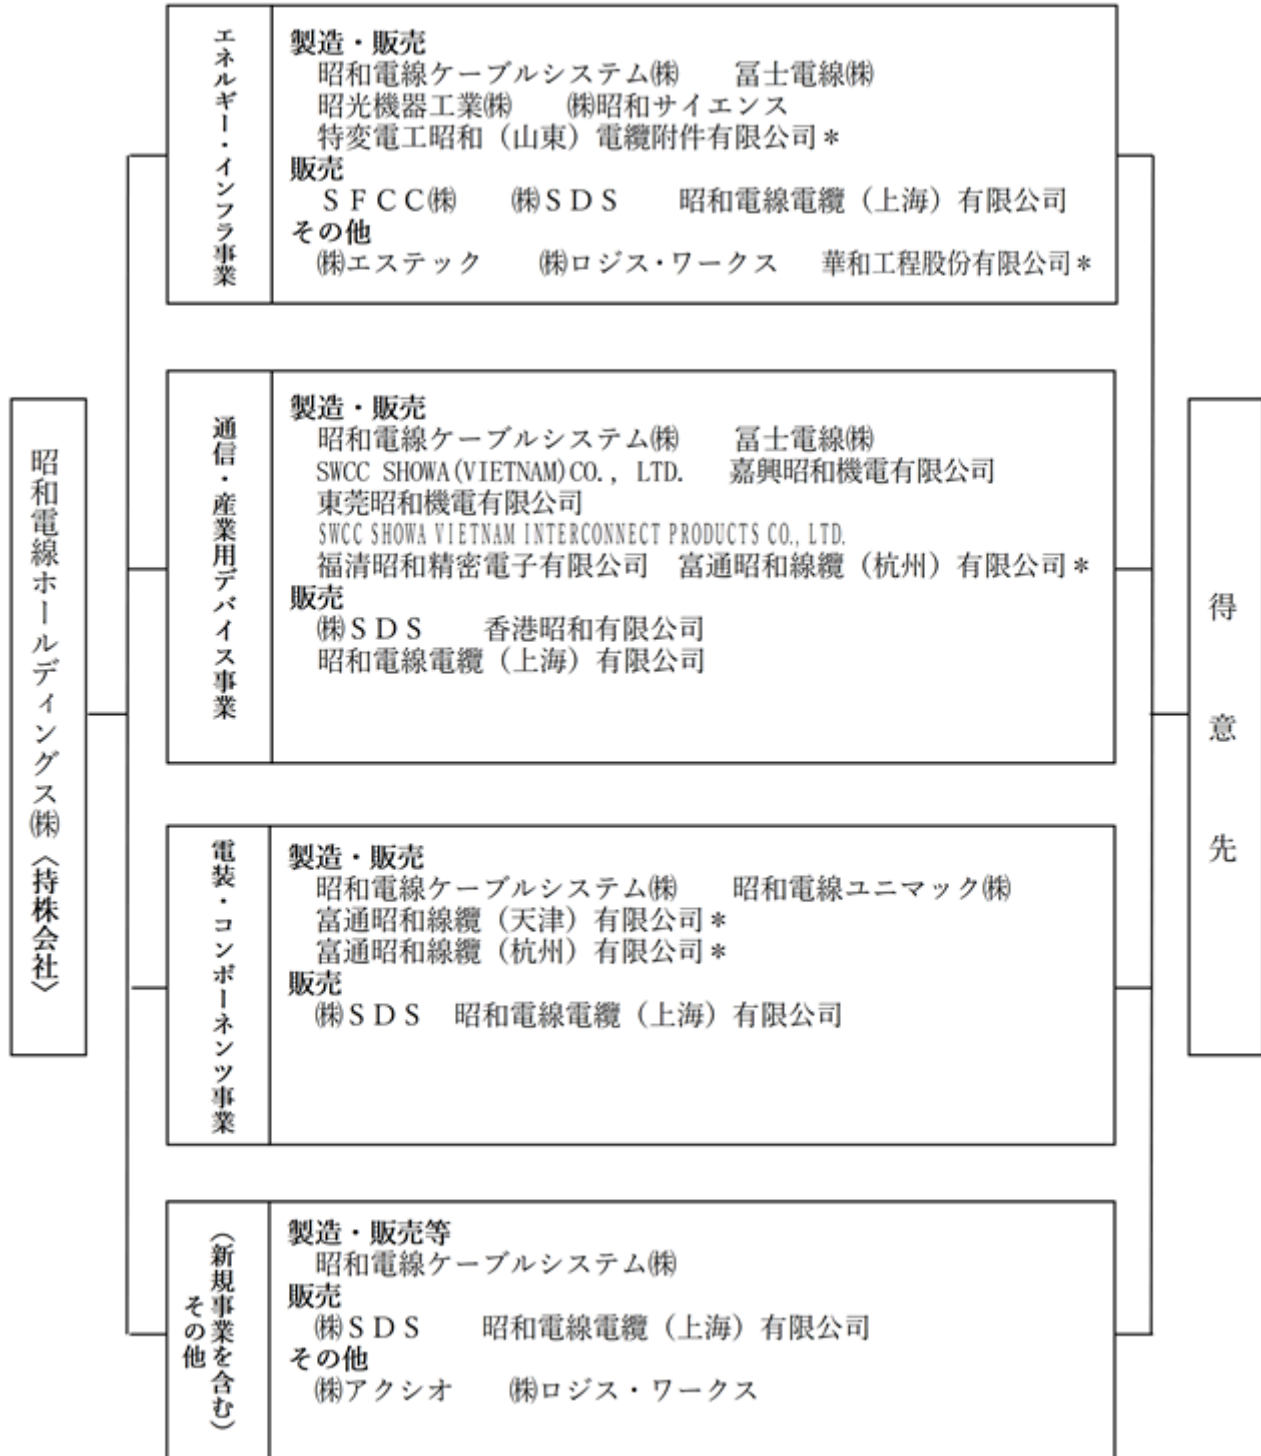 昭和電線ホールディングス㈱〈持株会社〉
エネルギー・インフラ事業
製造・販売
昭和電線ケーブルシステム㈱　　冨士電線㈱
昭光機器工業㈱　　㈱昭和サイエンス
特変電工昭和（山東）電纜附件有限公司＊
販売
ＳＦＣＣ㈱　　㈱ＳＤＳ　　昭和電線電纜（上海）有限公司
その他
㈱エステック　　㈱ロジス・ワークス　　華和工程股份有限公司＊
通信・産業用デバイス事業
製造・販売
昭和電線ケーブルシステム㈱　　冨士電線㈱
SWCC SHOWA(VIETNAM)CO., LTD.　　嘉興昭和機電有限公司
東莞昭和機電有限公司
SWCC SHOWA VIETNAM INTERCONNECT PRODUCTS CO., LTD.
福清昭和精密電子有限公司　富通昭和線纜（杭州）有限公司＊
販売
㈱ＳＤＳ　　香港昭和有限公司
昭和電線電纜（上海）有限公司
電装・コンポーネンツ事業
製造・販売
昭和電線ケーブルシステム㈱　　昭和電線ユニマック㈱
富通昭和線纜（天津）有限公司＊
富通昭和線纜（杭州）有限公司＊
販売
㈱ＳＤＳ　昭和電線電纜（上海）有限公司
その他
（新規事業を含む）
製造・販売等
昭和電線ケーブルシステム㈱
販売
㈱ＳＤＳ　　昭和電線電纜（上海）有限公司
その他
㈱アクシオ　　㈱ロジス・ワークス
得意先